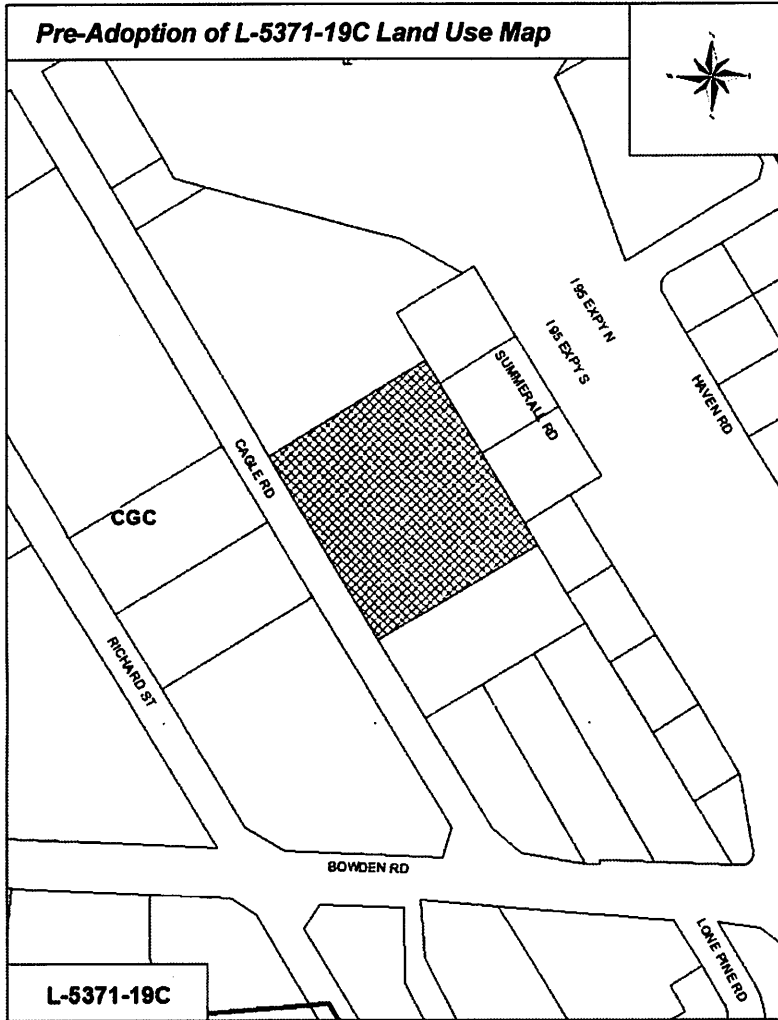 Pre-Adoption of L-5371-19C Land Use Map
I 95 EXPY N
I 95 EXPY S
SUMMERALL RD
HAVEN RD
CAGLE RD
CGC
RICHARD ST
BOWDEN RD
LONE PINE RD
L-5371-19C